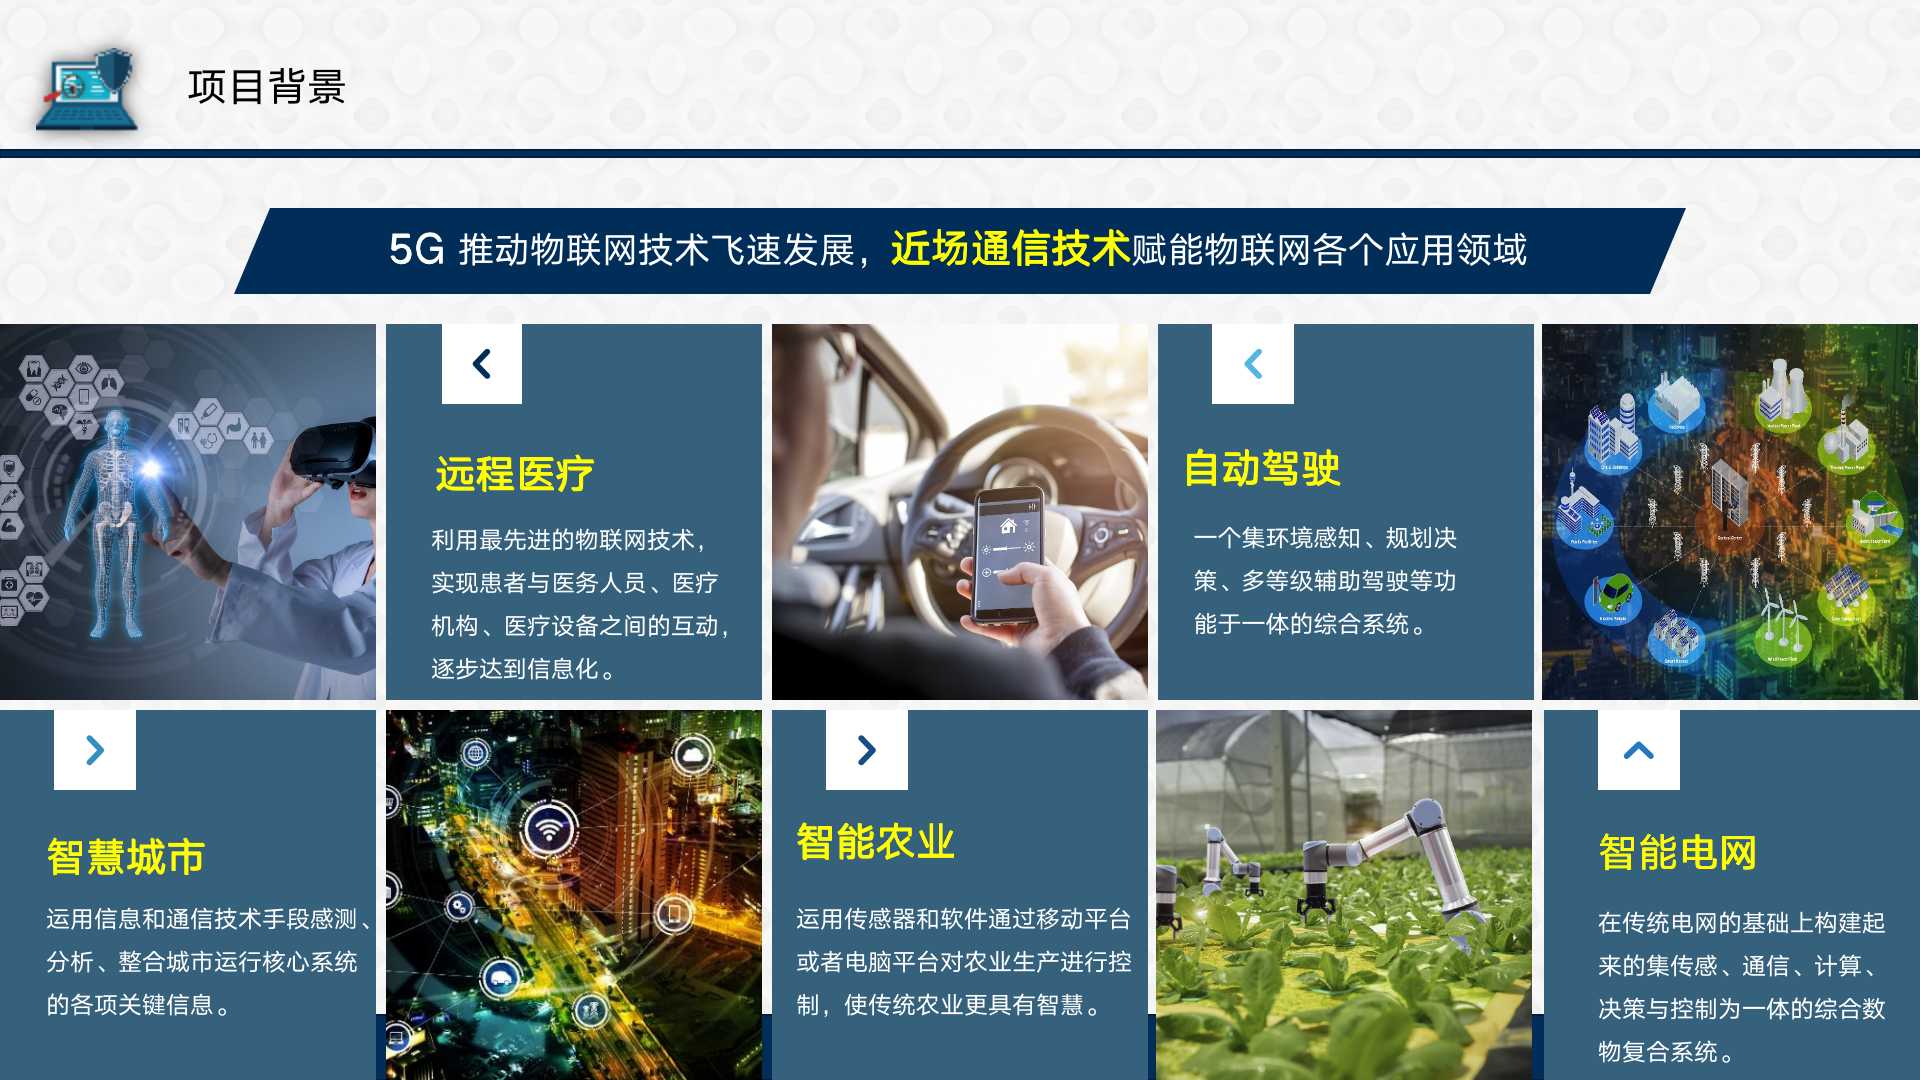 项目背景
5G 推动物联网技术飞速发展，近场通信技术赋能物联网各个应用领域
远程医疗
利用最先进的物联网技术，
实现患者与医务人员、医疗
机构、医疗设备之间的互动，
逐步达到信息化。
自动驾驶
一个集环境感知、规划决
策、多等级辅助驾驶等功
能于一体的综合系统。
智慧城市
运用信息和通信技术手段感测、
分析、整合城市运行核心系统
的各项关键信息。
智能农业
运用传感器和软件通过移动平台
或者电脑平台对农业生产进行控
制，使传统农业更具有智慧。
智能电网
在传统电网的基础上构建起
来的集传感、通信、计算、
决策与控制为一体的综合数
物复合系统。